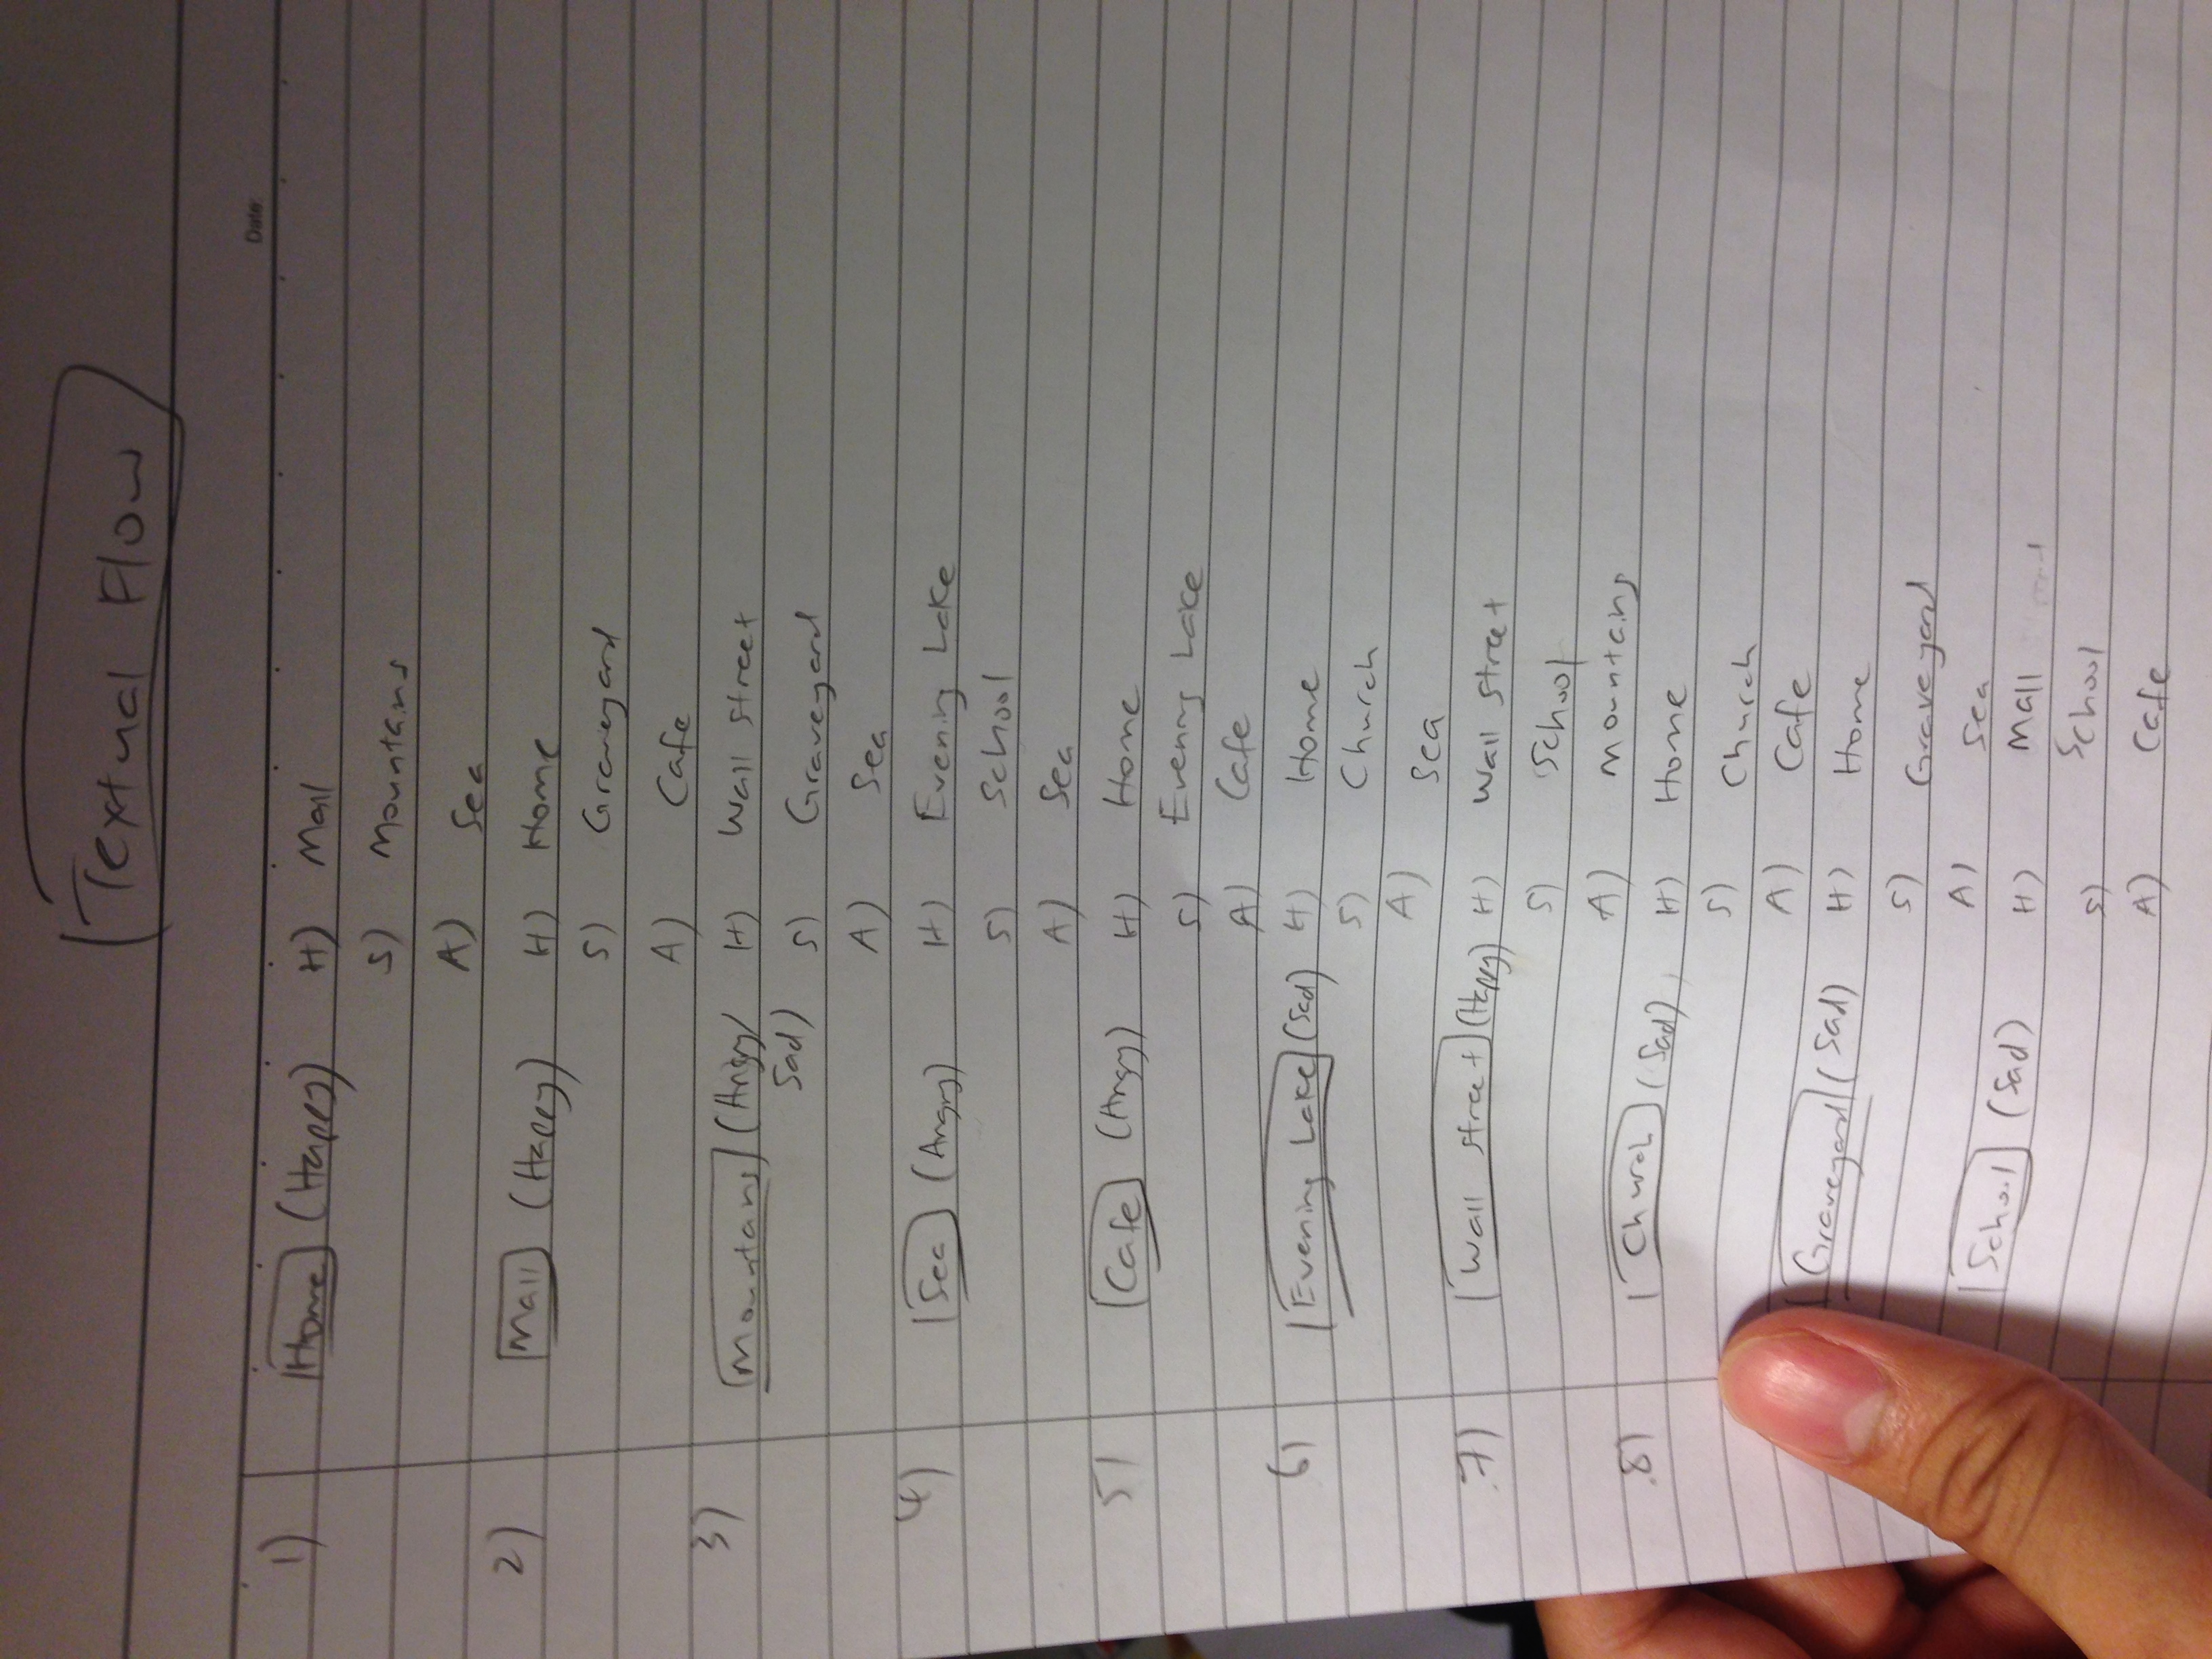 Textual Flow
Date:
1) Home (Happy) H) Mall
S) Mountains
A) Sea
2) Mall (Happy) H) Home
S) Graveyard
A) Cafe
3) Mountains (Angry/ H) Wall Street
Sad) S) Graveyard
A) Sea
4) Sea (Angry) H) Evening Lake
S) School
A) Sea
5) Cafe (Angry) H) Home
S) Evening Lake
A) Cafe
6) Evening Lake (Sad) H) Home
S) Church
A) Sea
7) Wall Street (Happy) H) Wall Street
S) School
A) Mountains
8) Church (Sad) H) Home
S) Church
A) Cafe
Graveyard (Sad) H) Home
S) Graveyard
A) Sea
School (Sad) H) Mall
S) School
A) Cafe